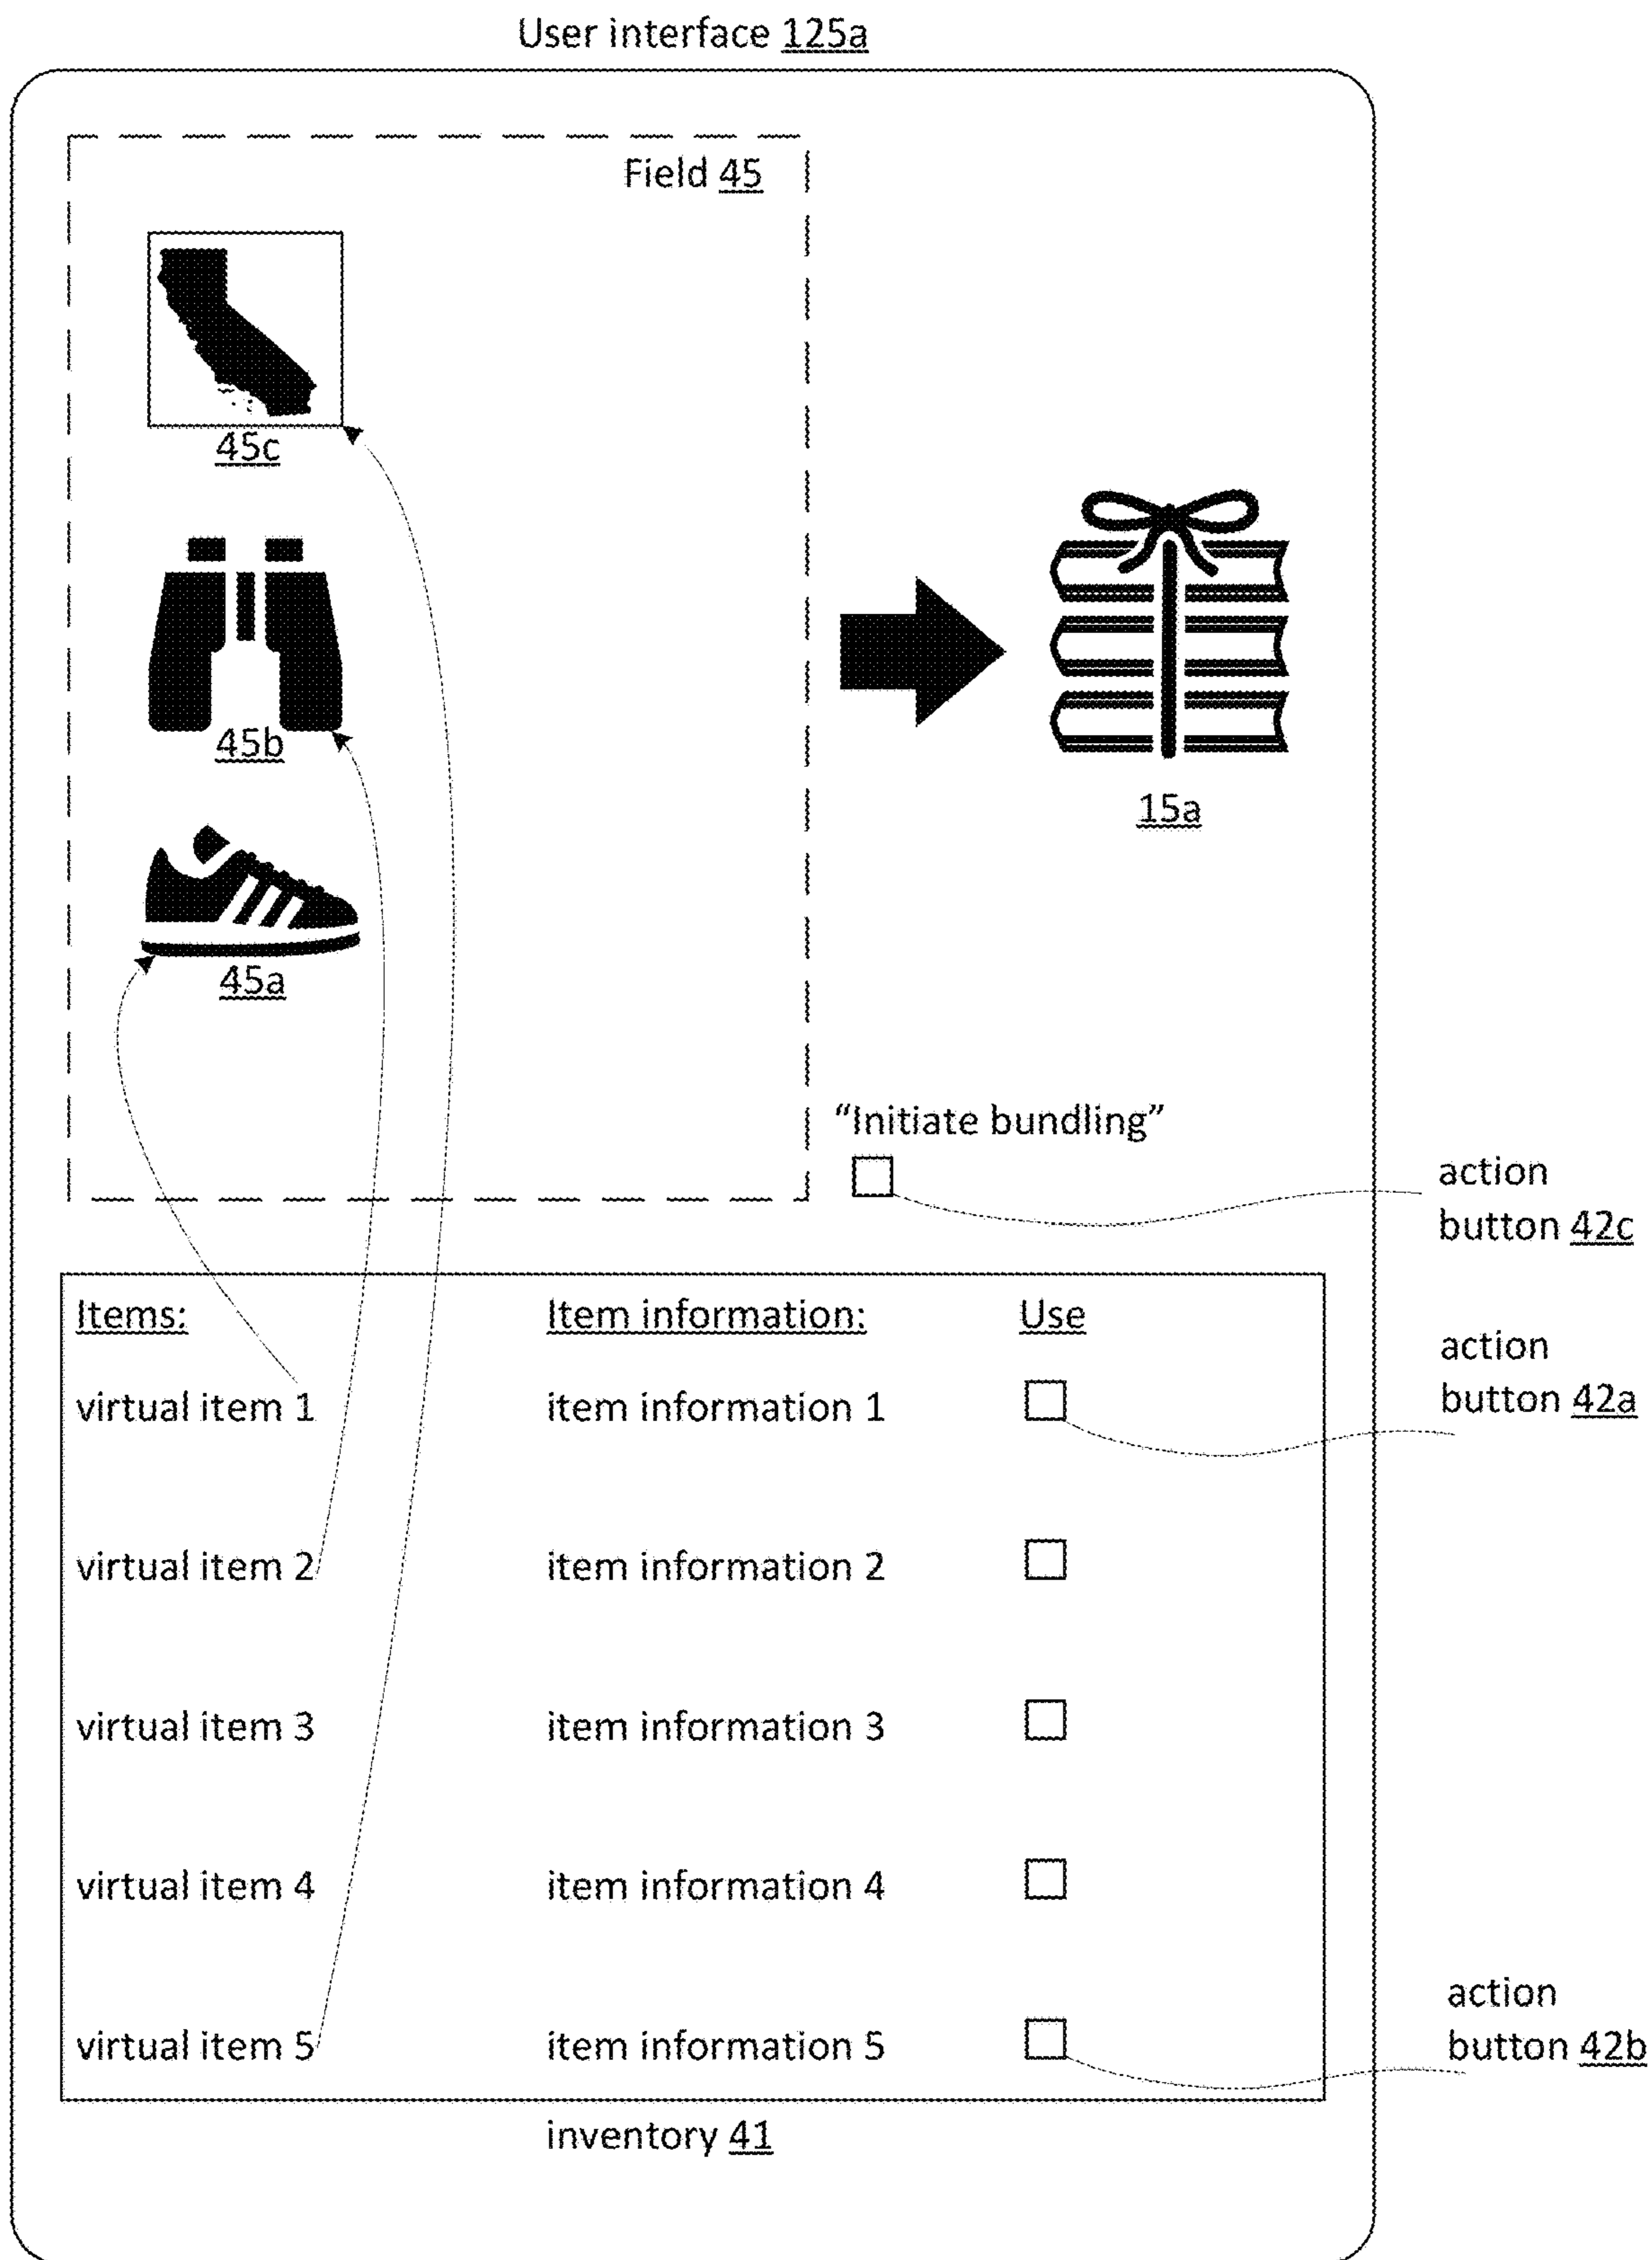 User interface 125a
Field 45
45c
45b
15a
45a
“Initiate bundling”
action
button 42c
Items: Item information: Use
action
button 42a
virtual item 1 item information 1
virtual item 2 item information 2
virtual item 3 item information 3
virtual item 4 item information 4
action
button 42b
virtual item 5 item information 5
inventory 41